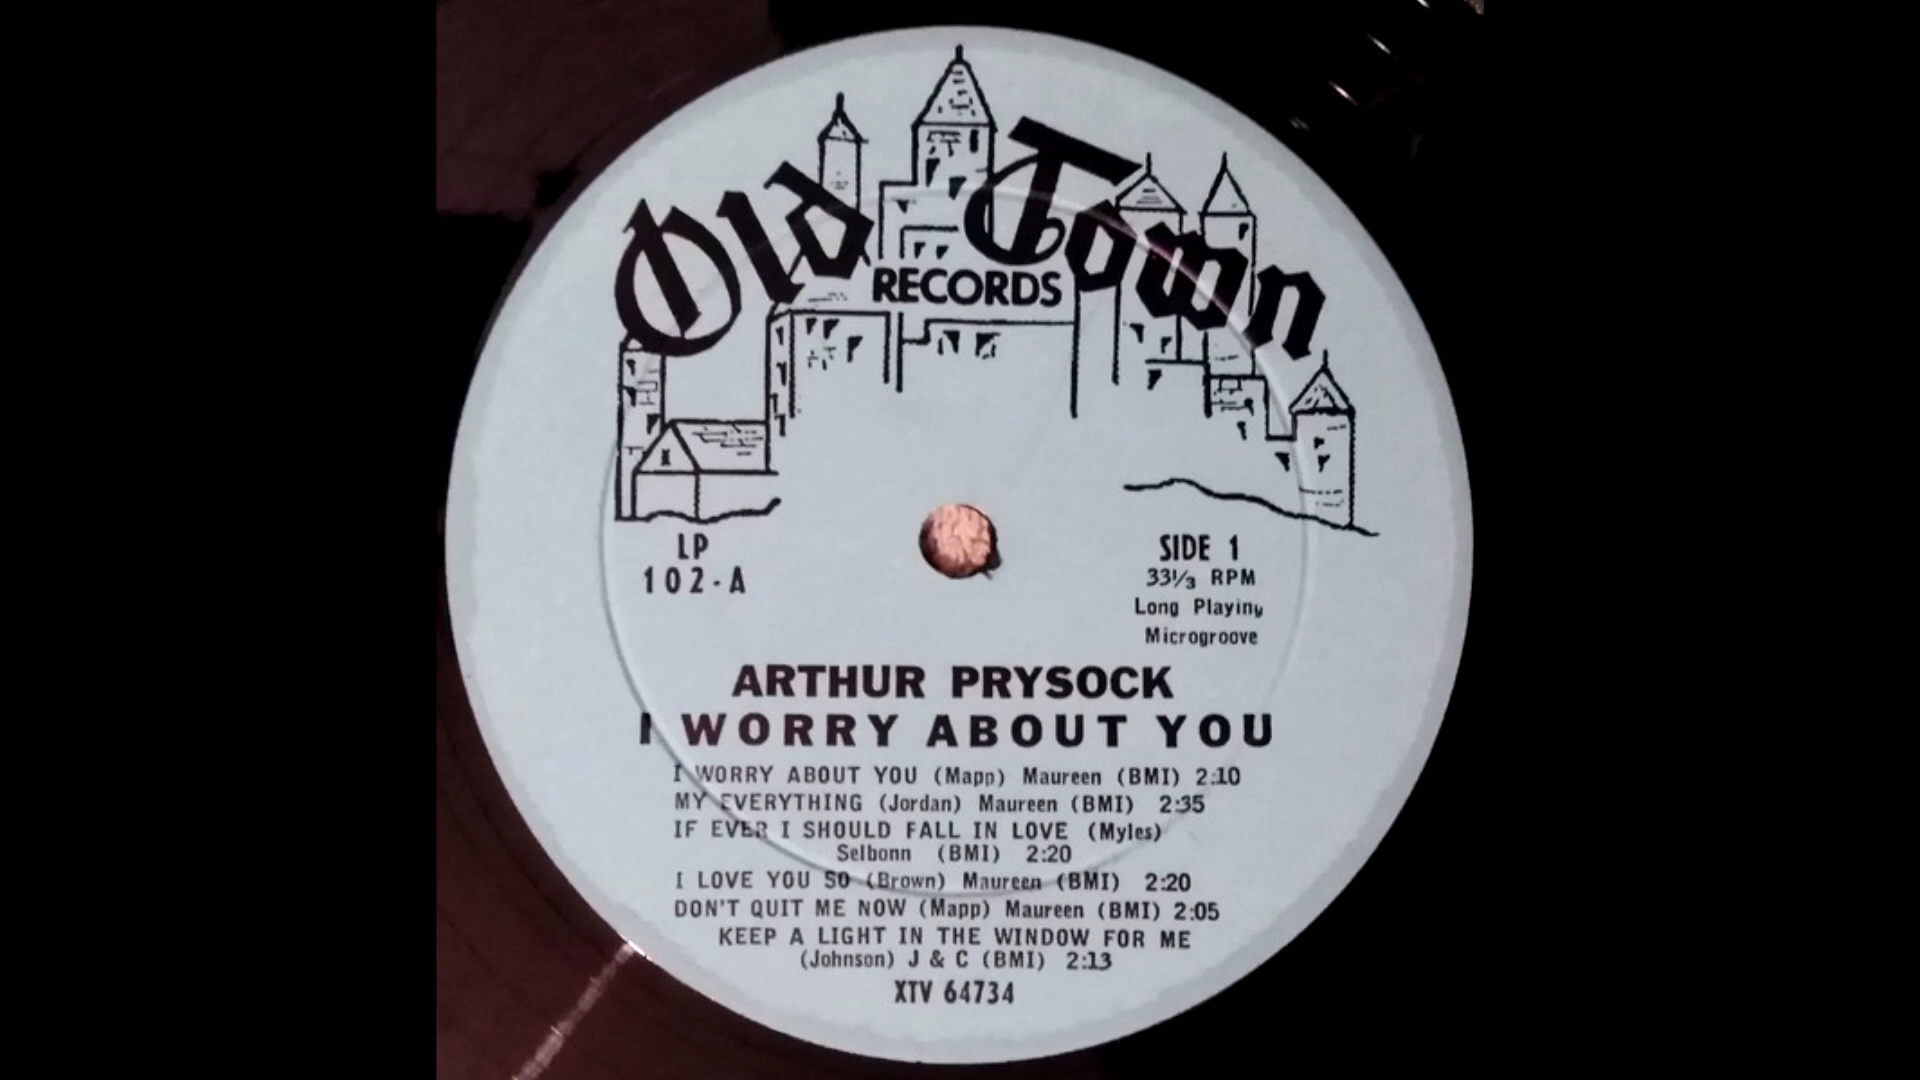 Old Town
RECORDS
LP
102-A
SIDE 1
33⅓ RPM
Long Playing
Microgroove
ARTHUR PRYSOCK
I WORRY ABOUT YOU
I WORRY ABOUT YOU (Mapp) Maureen (BMI) 2:10
MY EVERYTHING (Jordan) Maureen (BMI) 2:35
IF EVER I SHOULD FALL IN LOVE (Myles)
Selbonn (BMI) 2:20
I LOVE YOU SO (Brown) Maureen (BMI) 2:20
DON'T QUIT ME NOW (Mapp) Maureen (BMI) 2:05
KEEP A LIGHT IN THE WINDOW FOR ME
(Johnson) J & C (BMI) 2:13
XTV 64734